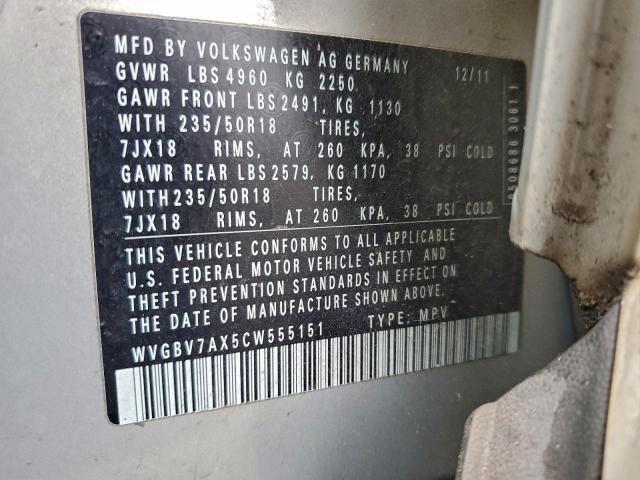 MFD BY VOLKSWAGEN AG GERMANY
GVWR LBS 4960 KG 2250 12/11
GAWR FRONT LBS 2491, KG 1130
WITH 235/50R18 TIRES,
7JX18 RIMS, AT 260 KPA, 38 PSI COLD
GAWR REAR LBS 2579, KG 1170
WITH 235/50R18 TIRES,
7JX18 RIMS, AT 260 KPA, 38 PSI COLD
THIS VEHICLE CONFORMS TO ALL APPLICABLE
U.S. FEDERAL MOTOR VEHICLE SAFETY AND
THEFT PREVENTION STANDARDS IN EFFECT ON
THE DATE OF MANUFACTURE SHOWN ABOVE.
WVGBV7AX5CW555151 TYPE: MPV